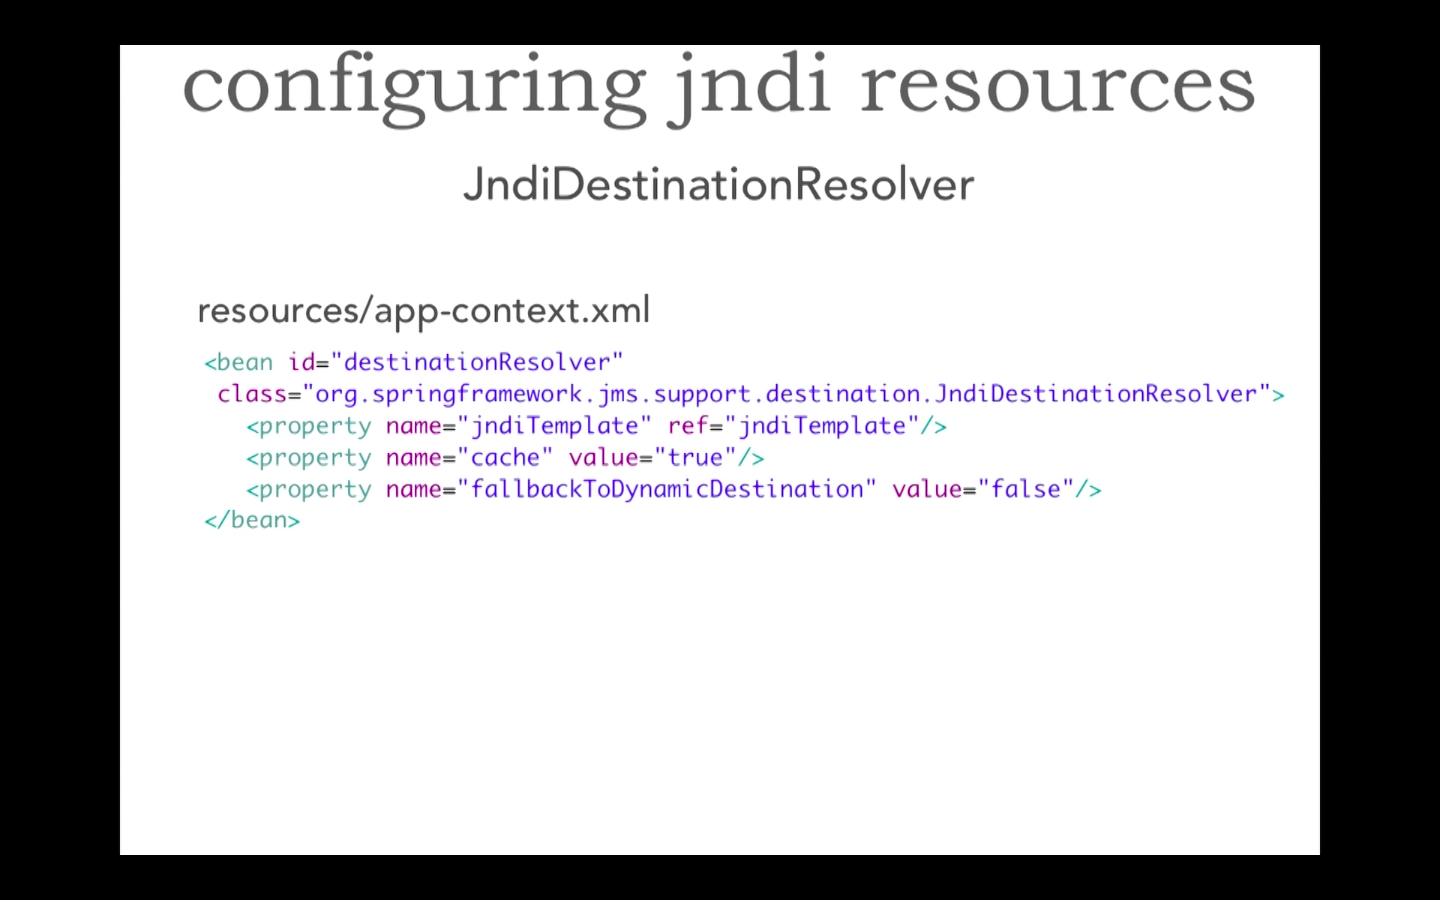 configuring jndi resources
JndiDestinationResolver
resources/app-context.xml
<bean id="destinationResolver"
 class="org.springframework.jms.support.destination.JndiDestinationResolver">
   <property name="jndiTemplate" ref="jndiTemplate"/>
   <property name="cache" value="true"/>
   <property name="fallbackToDynamicDestination" value="false"/>
</bean>